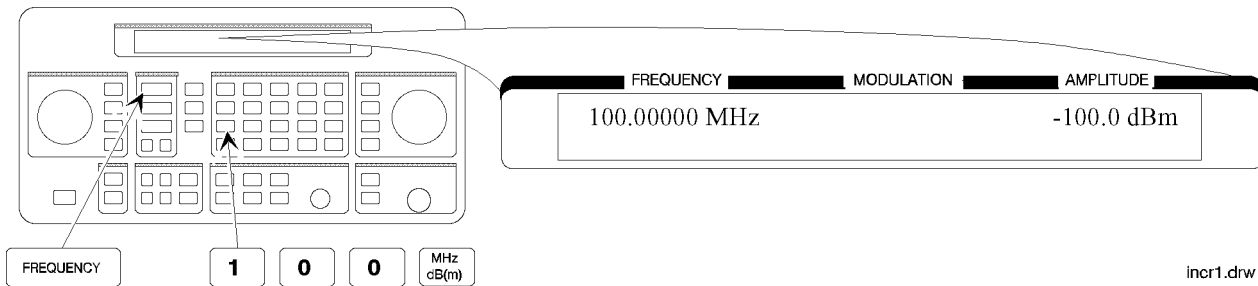 FREQUENCY MODULATION AMPLITUDE
100.00000 MHz -100.0 dBm
FREQUENCY 1 0 0 MHz
dB(m)
incr1.drw